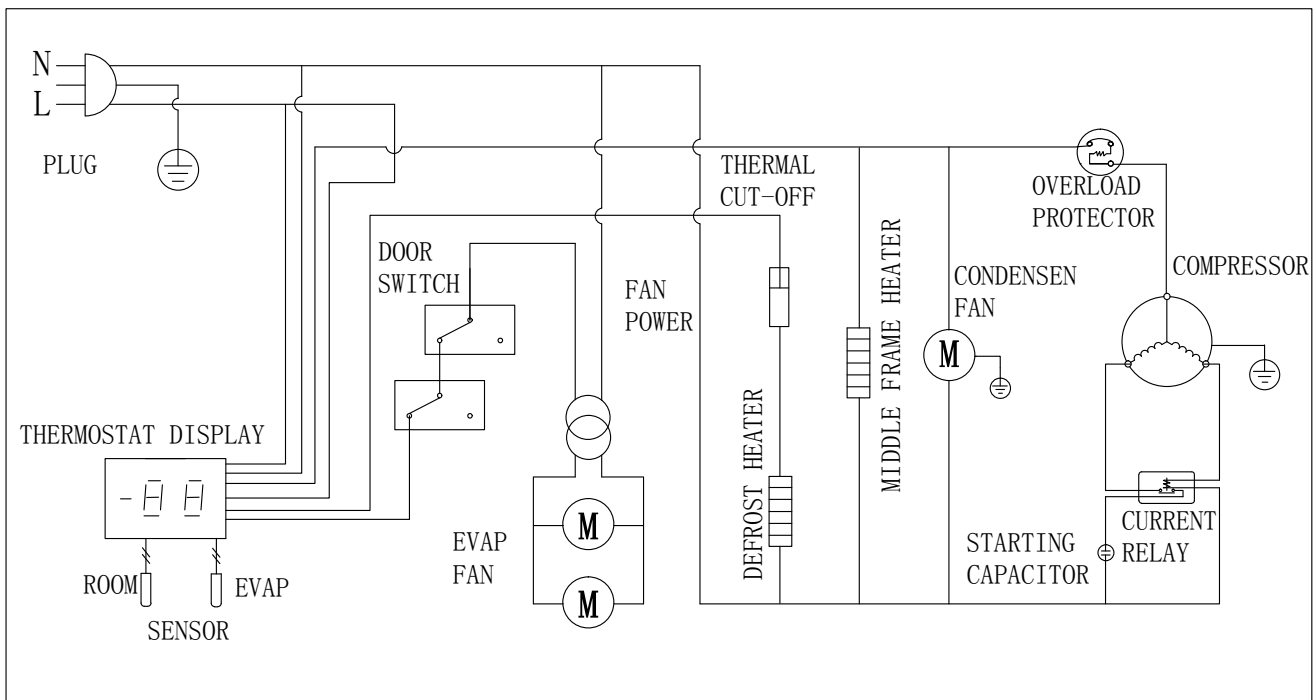 N
L
PLUG
THERMAL
CUT-OFF
OVERLOAD
PROTECTOR
DOOR
SWITCH
FAN
POWER
MIDDLE FRAME HEATER
CONDENSEN
FAN
COMPRESSOR
M
THERMOSTAT DISPLAY
-88
DEFROST HEATER
M
EVAP
FAN
M
STARTING
CAPACITOR
CURRENT
RELAY
ROOM
EVAP
SENSOR